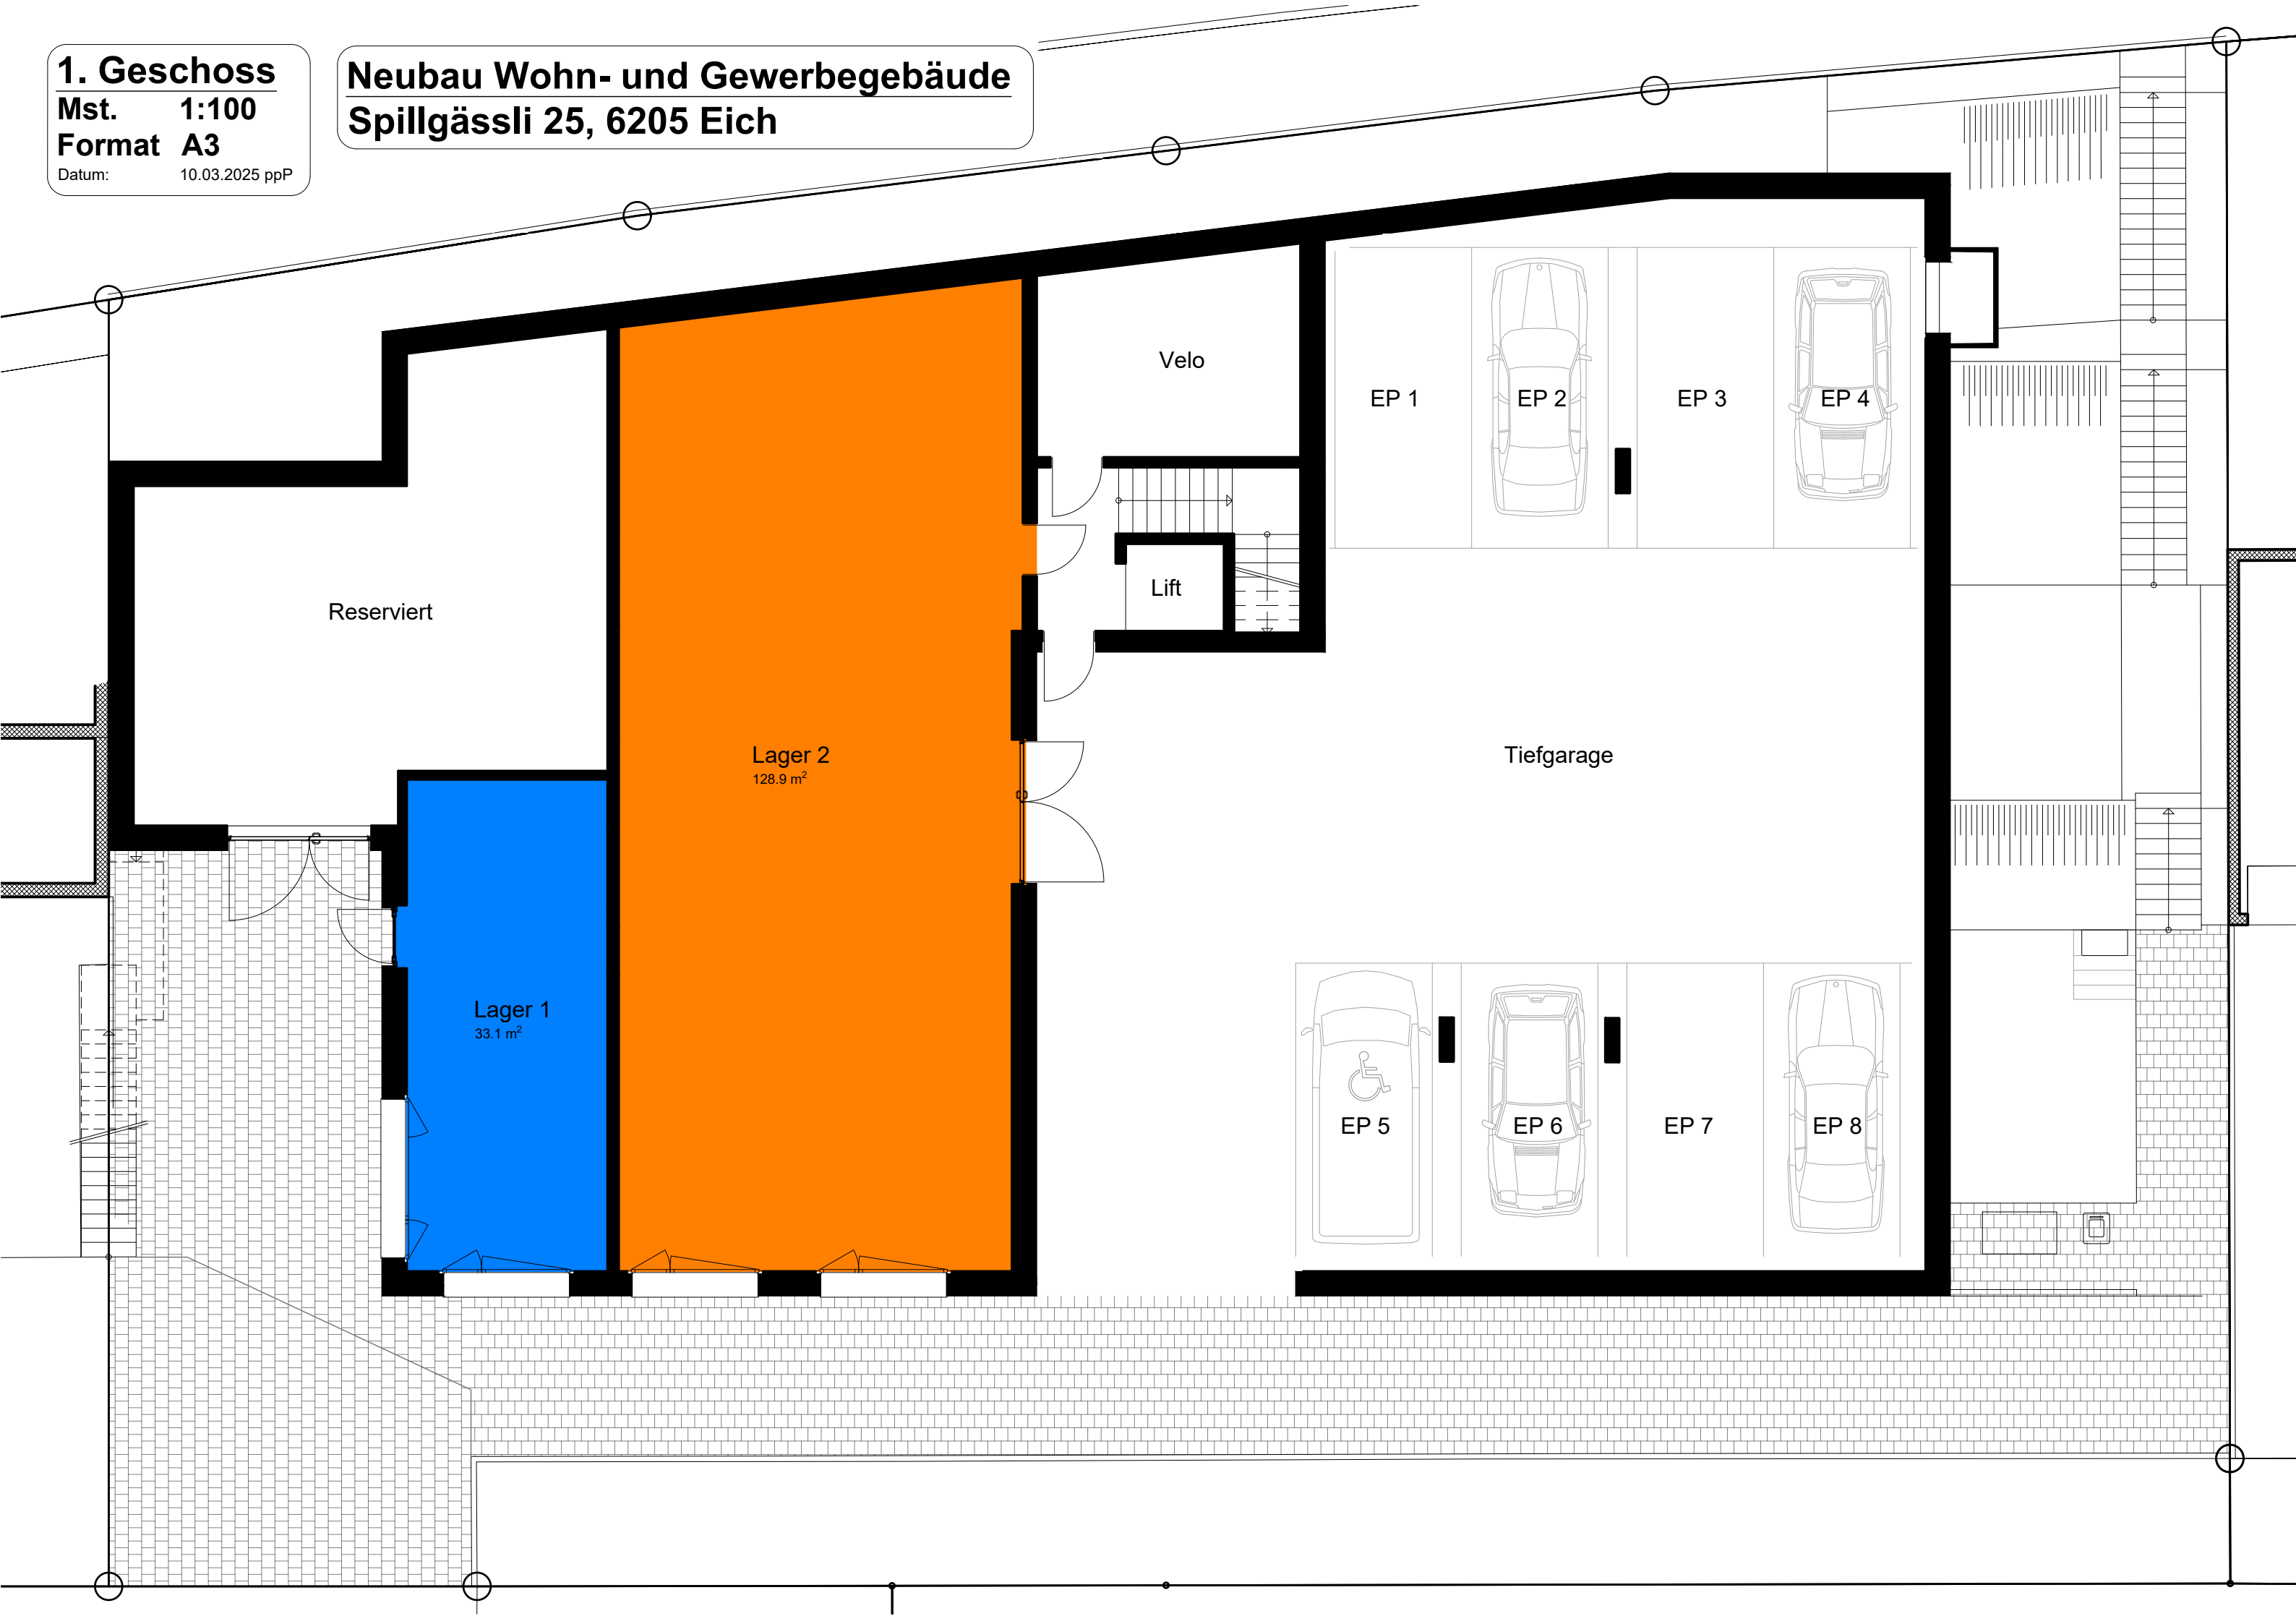 1. Geschoss
Mst. 1:100
Format A3
Datum: 10.03.2025 ppP
Neubau Wohn- und Gewerbegebäude
Spillgässli 25, 6205 Eich
Velo
EP 1
EP 2
EP 3
EP 4
Lift
Reserviert
Lager 2
128.9 m²
Tiefgarage
Lager 1
33.1 m²
EP 5
EP 6
EP 7
EP 8